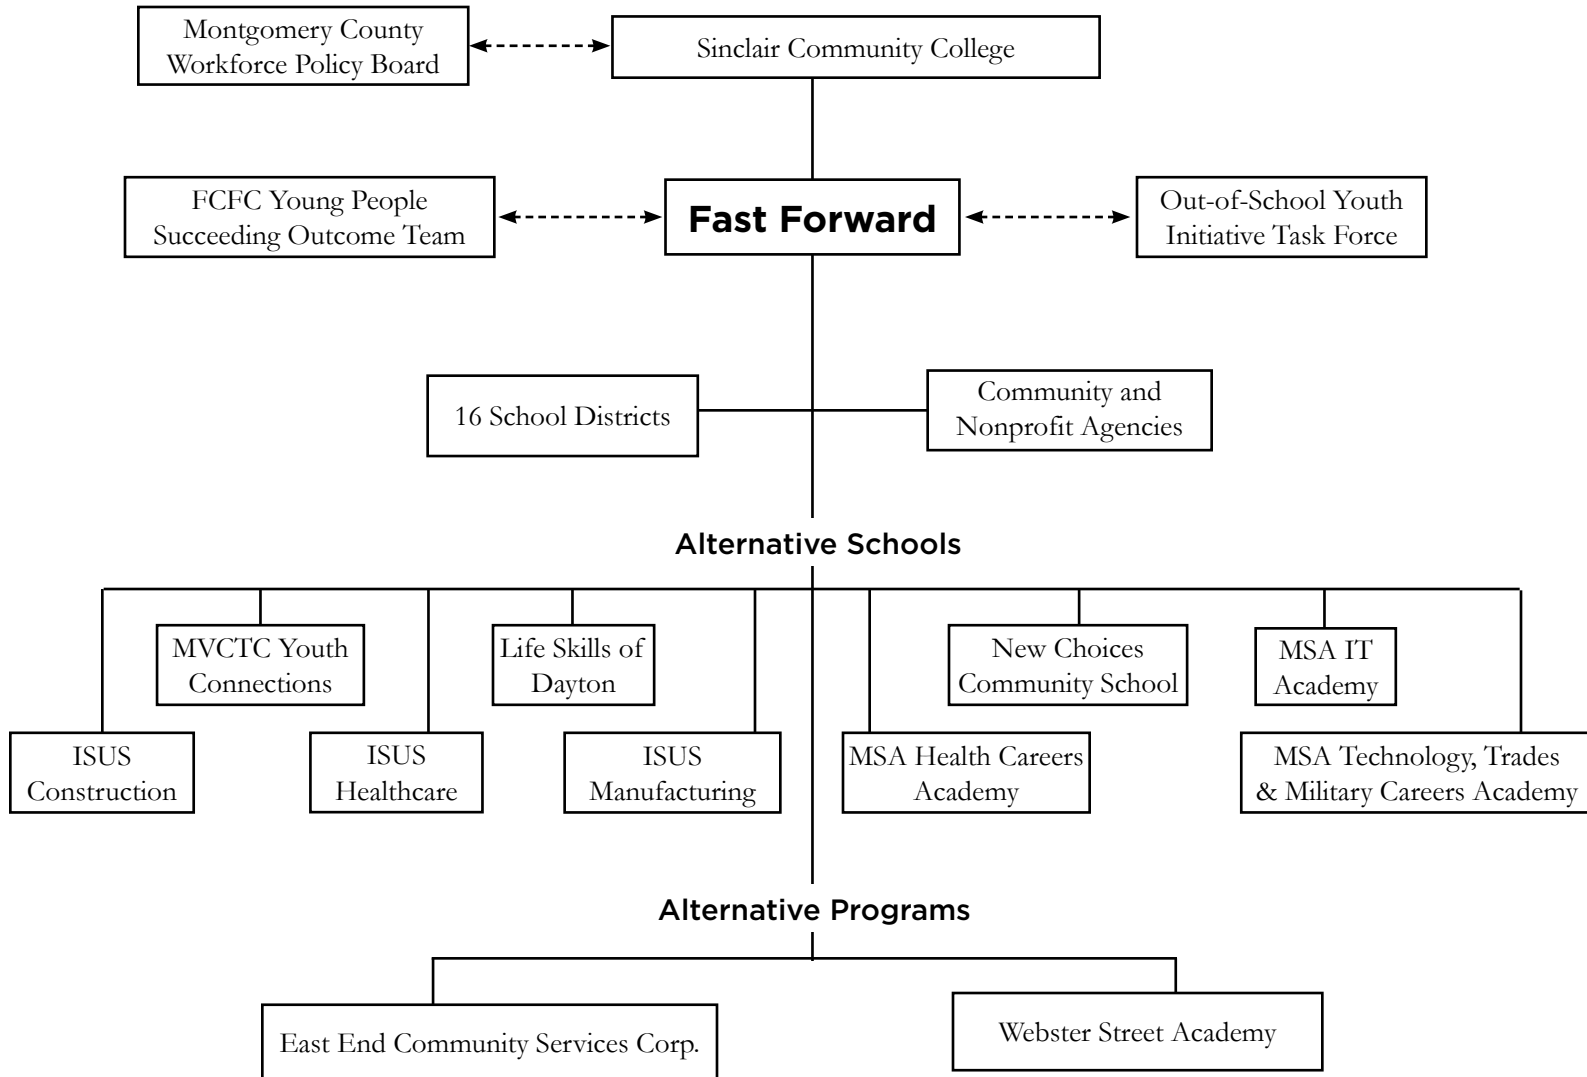 Montgomery County
Workforce Policy Board
Sinclair Community College
FCFC Young People
Succeeding Outcome Team
Fast Forward
Out-of-School Youth
Initiative Task Force
16 School Districts
Community and
Nonprofit Agencies
Alternative Schools
MVCTC Youth
Connections
Life Skills of
Dayton
New Choices
Community School
MSA IT
Academy
ISUS
Construction
ISUS
Healthcare
ISUS
Manufacturing
MSA Health Careers
Academy
MSA Technology, Trades
& Military Careers Academy
Alternative Programs
East End Community Services Corp.
Webster Street Academy